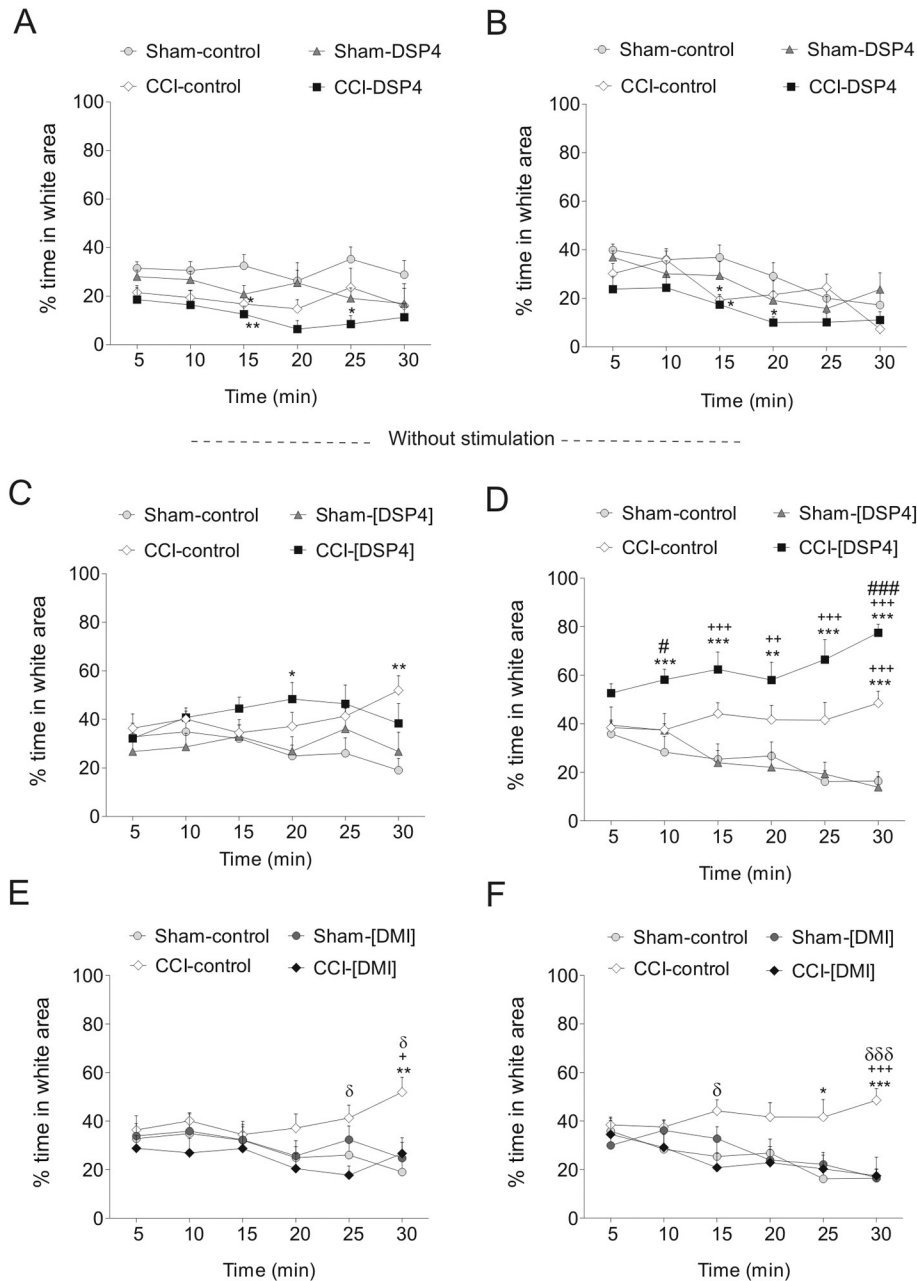 A
Sham-control Sham-DSP4
CCI-control CCI-DSP4
% time in white area
100
80
60
40
20
0
*
**
*
5 10 15 20 25 30
Time (min)
B
Sham-control Sham-DSP4
CCI-control CCI-DSP4
% time in white area
100
80
60
40
20
0
*
*
*
5 10 15 20 25 30
Time (min)
Without stimulation
C
Sham-control Sham-[DSP4]
CCI-control CCI-[DSP4]
% time in white area
100
80
60
40
20
0
*
**
5 10 15 20 25 30
Time (min)
D
Sham-control Sham-[DSP4]
CCI-control CCI-[DSP4]
% time in white area
100
80
60
40
20
0
#
***
+++
***
++
**
+++
***
###
+++
***
+++
***
5 10 15 20 25 30
Time (min)
E
Sham-control Sham-[DMI]
CCI-control CCI-[DMI]
% time in white area
100
80
60
40
20
0
δ
δ
+
**
5 10 15 20 25 30
Time (min)
F
Sham-control Sham-[DMI]
CCI-control CCI-[DMI]
% time in white area
100
80
60
40
20
0
δ
*
δδδ
+++
***
5 10 15 20 25 30
Time (min)